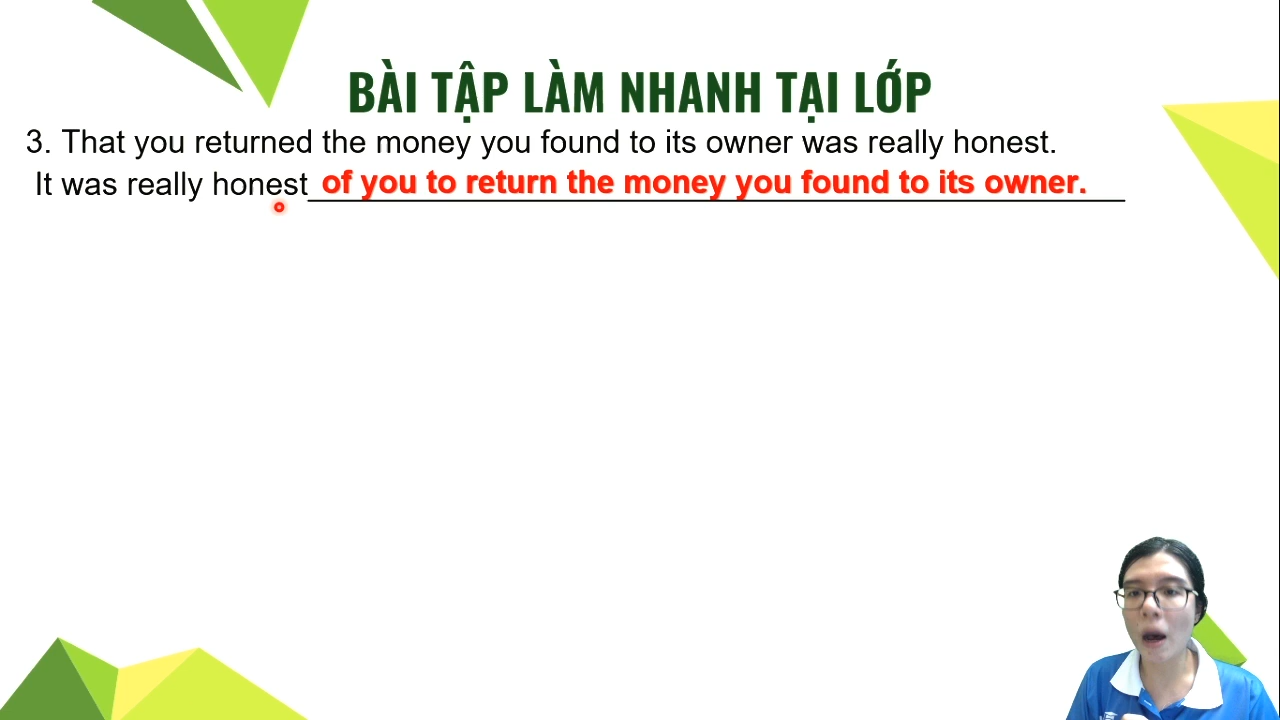 BÀI TẬP LÀM NHANH TẠI LỚP
3. That you returned the money you found to its owner was really honest.
It was really honest of you to return the money you found to its owner.